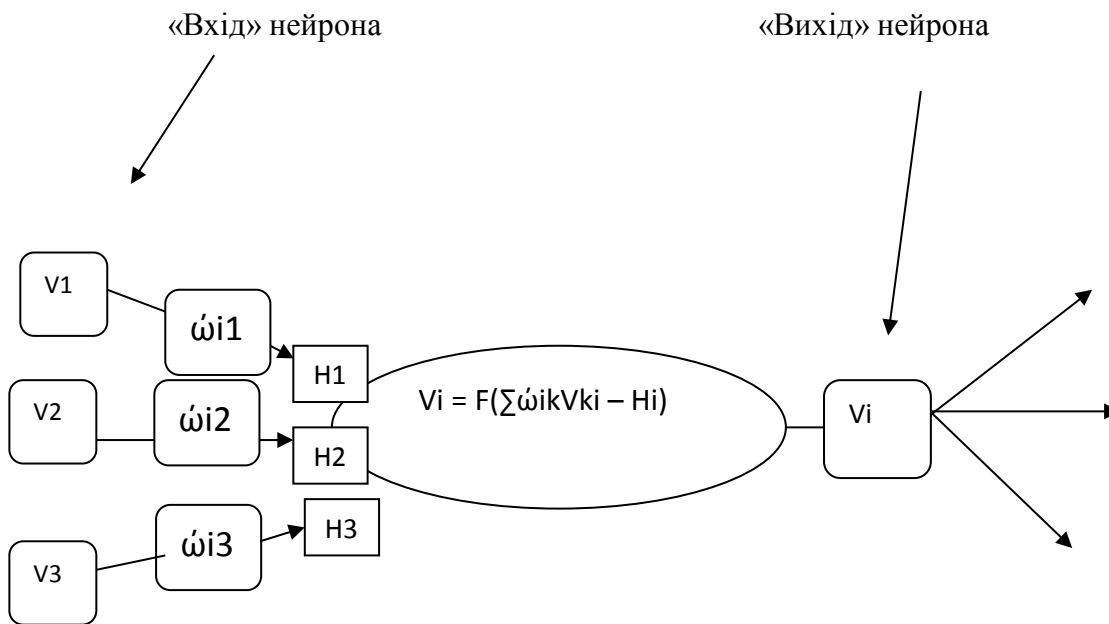 «Вхід» нейрона
«Вихід» нейрона
V1
ώi1
H1
V2
ώi2
H2
Vi = F(∑ώikVki – Hi)
Vi
V3
ώi3
H3